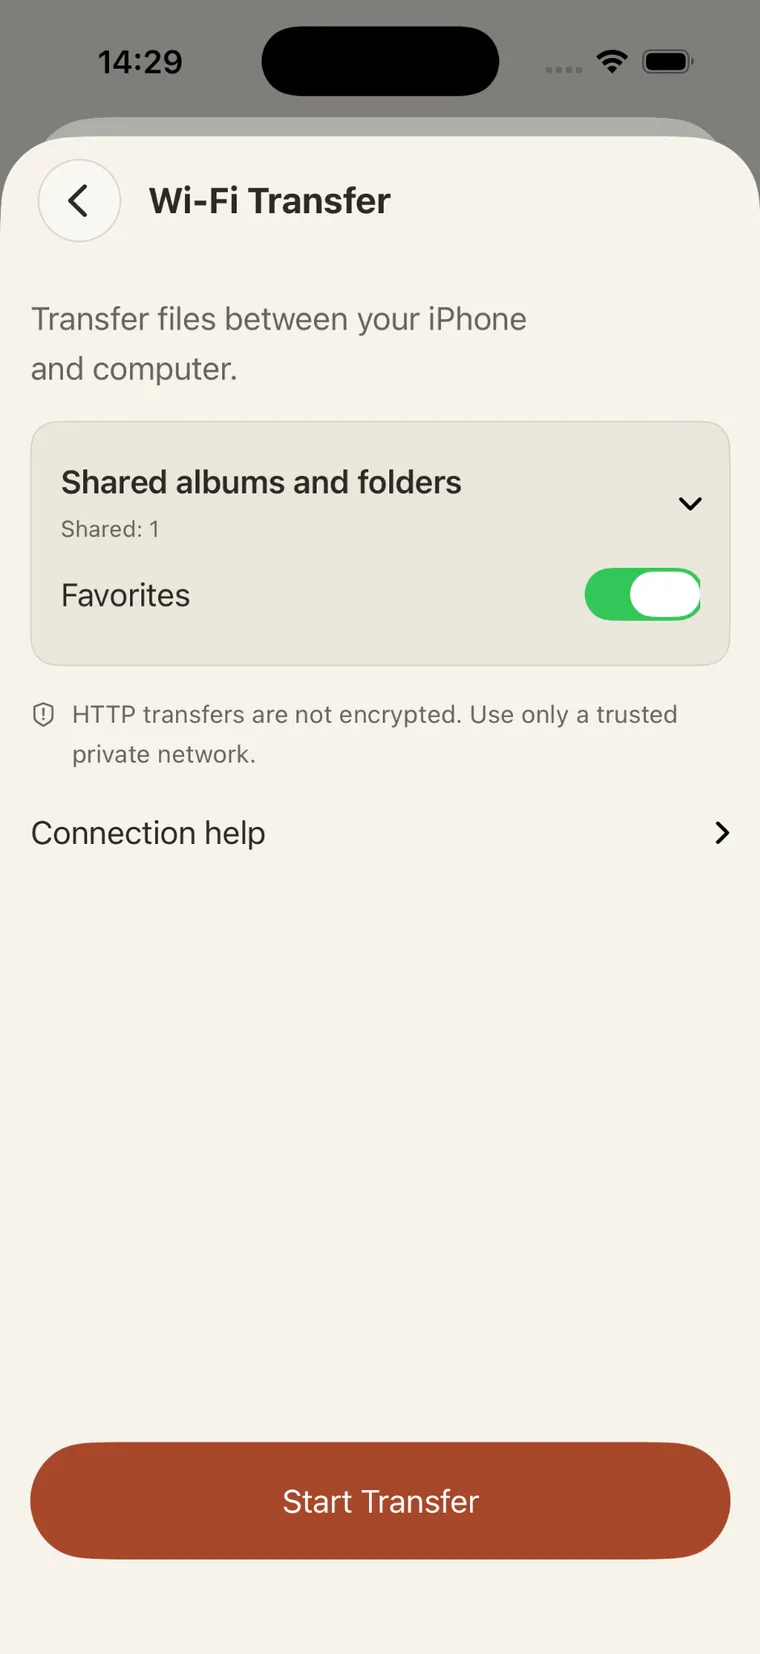 14:29
Wi-Fi Transfer
Transfer files between your iPhone
and computer.
Shared albums and folders
Shared: 1
Favorites
HTTP transfers are not encrypted. Use only a trusted
private network.
Connection help
Start Transfer